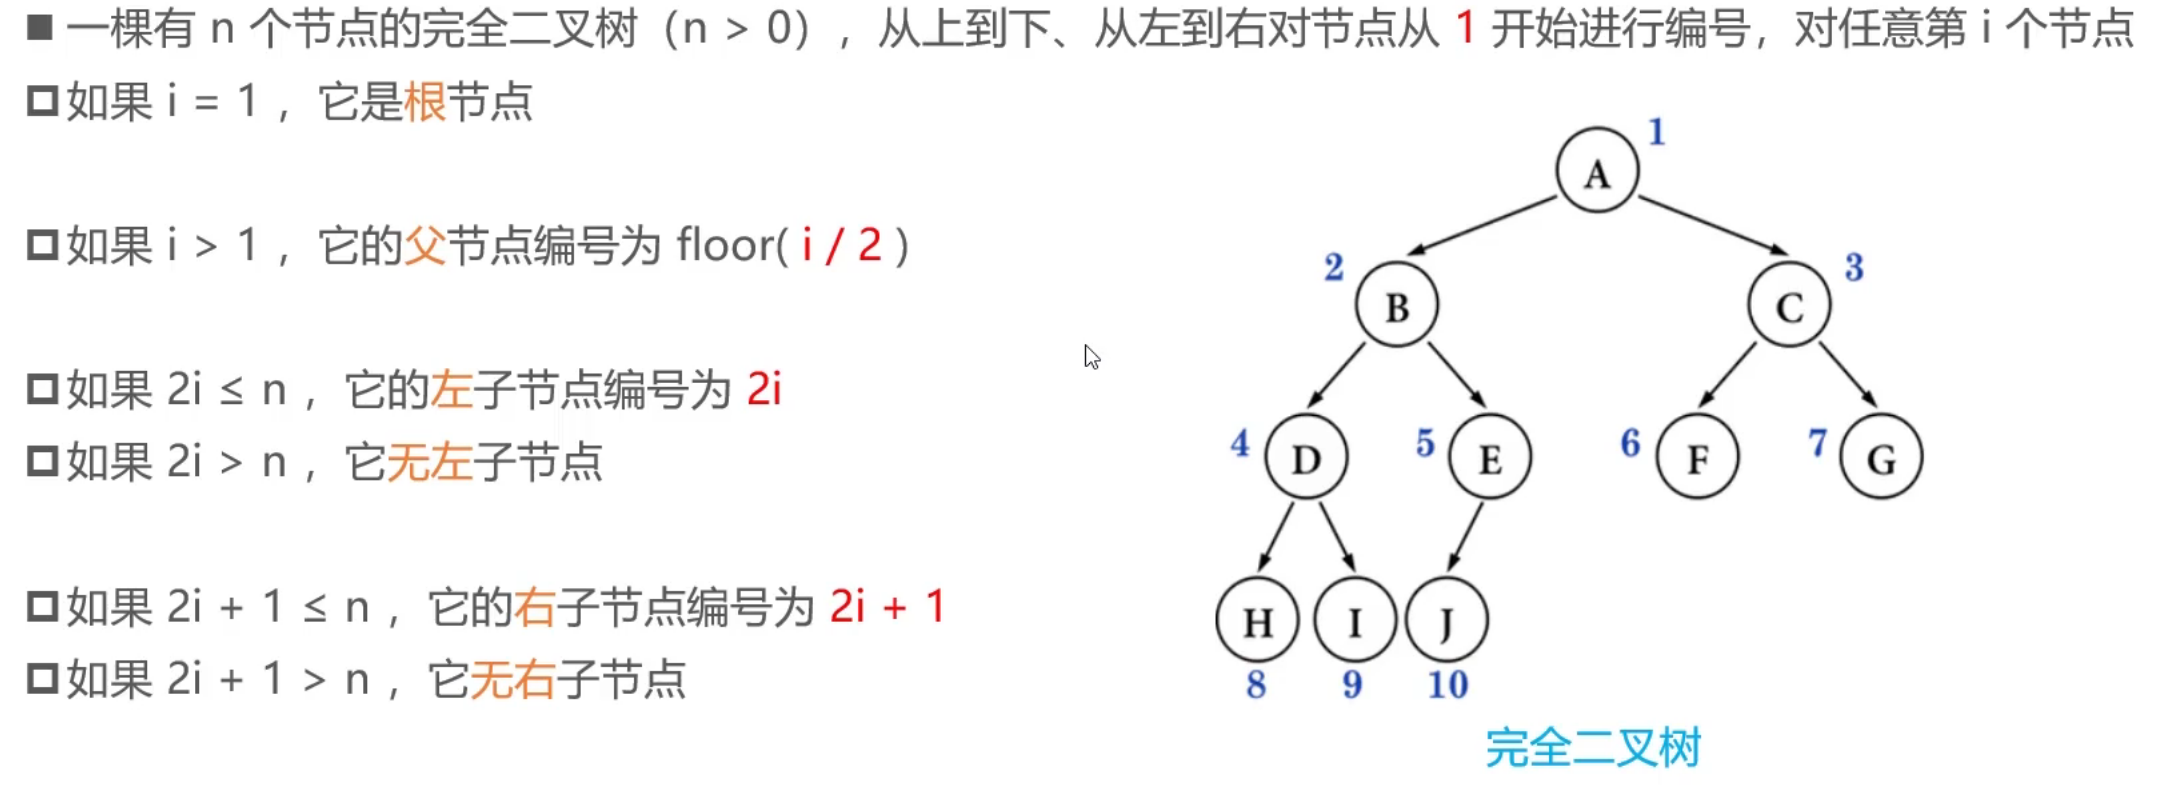 ■ 一棵有 n 个节点的完全二叉树（n > 0），从上到下、从左到右对节点从 1 开始进行编号，对任意第 i 个节点
如果 i = 1，它是根节点
如果 i > 1，它的父节点编号为 floor( i / 2 )
如果 2i ≤ n，它的左子节点编号为 2i
如果 2i > n，它无左子节点
如果 2i + 1 ≤ n，它的右子节点编号为 2i + 1
如果 2i + 1 > n，它无右子节点
1
A
2
B
3
C
4
D
5
E
6
F
7
G
H
I
J
8
9
10
完全二叉树